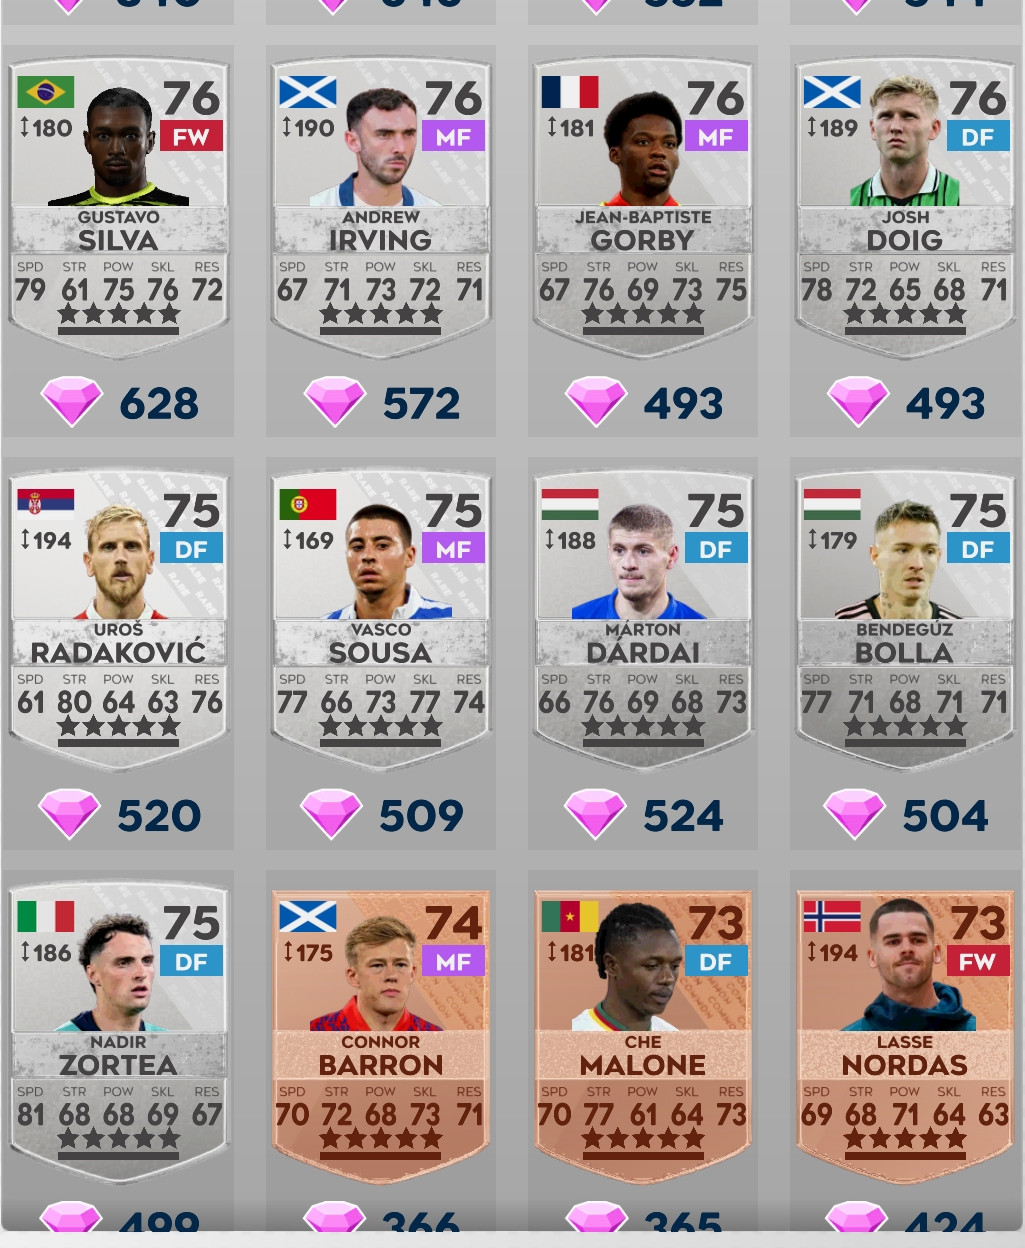 76 76 76 76
180 FW 190 MF 181 MF 189 DF
GUSTAVO ANDREW JEAN-BAPTISTE JOSH
SILVA IRVING GORBY DOIG
SPD STR POW SKL RES SPD STR POW SKL RES SPD STR POW SKL RES SPD STR POW SKL RES
79 61 75 76 72 67 71 73 72 71 67 76 69 73 75 78 72 65 68 71
628 572 493 493
75 75 75 75
194 DF 169 MF 188 DF 179 DF
UROŠ VASCO MÁRTON BENDEGÚZ
RADAKOVIĆ SOUSA DÁRDAI BOLLA
SPD STR POW SKL RES SPD STR POW SKL RES SPD STR POW SKL RES SPD STR POW SKL RES
61 80 64 63 76 77 66 73 77 74 66 76 69 68 73 77 71 68 71 71
520 509 524 504
75 74 73 73
186 DF 175 MF 181 DF 194 FW
NADIR CONNOR CHE LASSE
ZORTEA BARRON MALONE NORDAS
SPD STR POW SKL RES SPD STR POW SKL RES SPD STR POW SKL RES SPD STR POW SKL RES
81 68 68 69 67 70 72 68 73 71 70 77 61 64 73 69 68 71 64 63
499 366 365 424